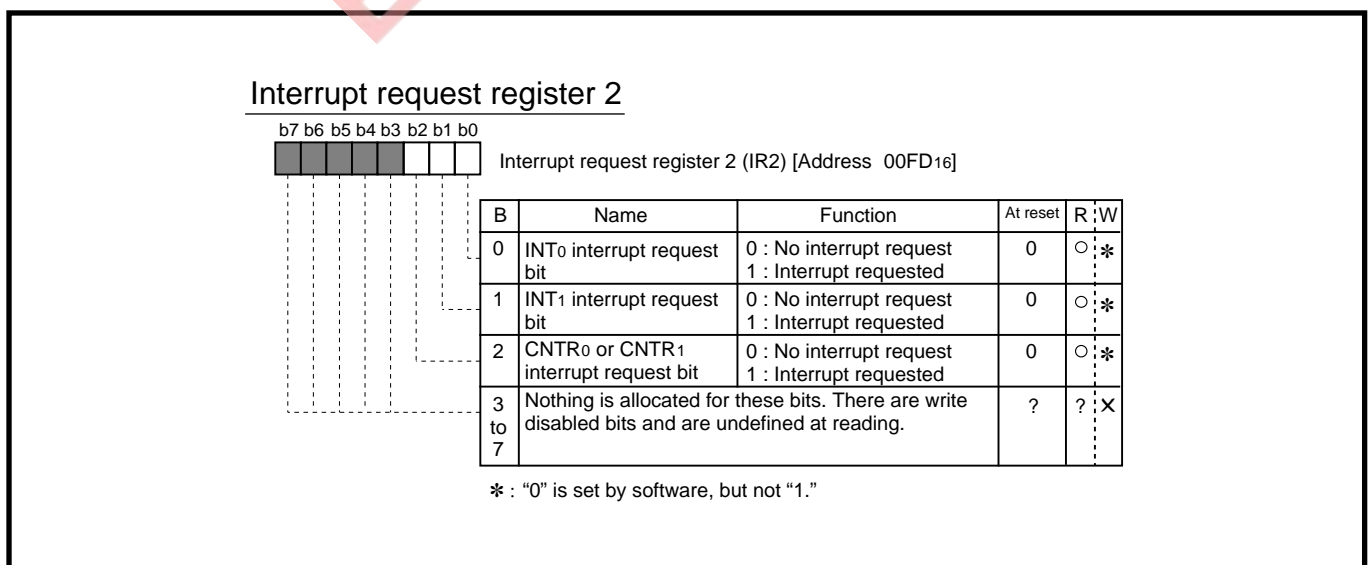 Interrupt request register 2
b7 b6 b5 b4 b3 b2 b1 b0
Interrupt request register 2 (IR2) [Address 00FD16]
B Name Function At reset R W
0 INT0 interrupt request bit 0 : No interrupt request 1 : Interrupt requested 0 ○ ✻
1 INT1 interrupt request bit 0 : No interrupt request 1 : Interrupt requested 0 ○ ✻
2 CNTR0 or CNTR1 interrupt request bit 0 : No interrupt request 1 : Interrupt requested 0 ○ ✻
3 to 7 Nothing is allocated for these bits. There are write disabled bits and are undefined at reading. ? ? ×
✻ : “0” is set by software, but not “1.”